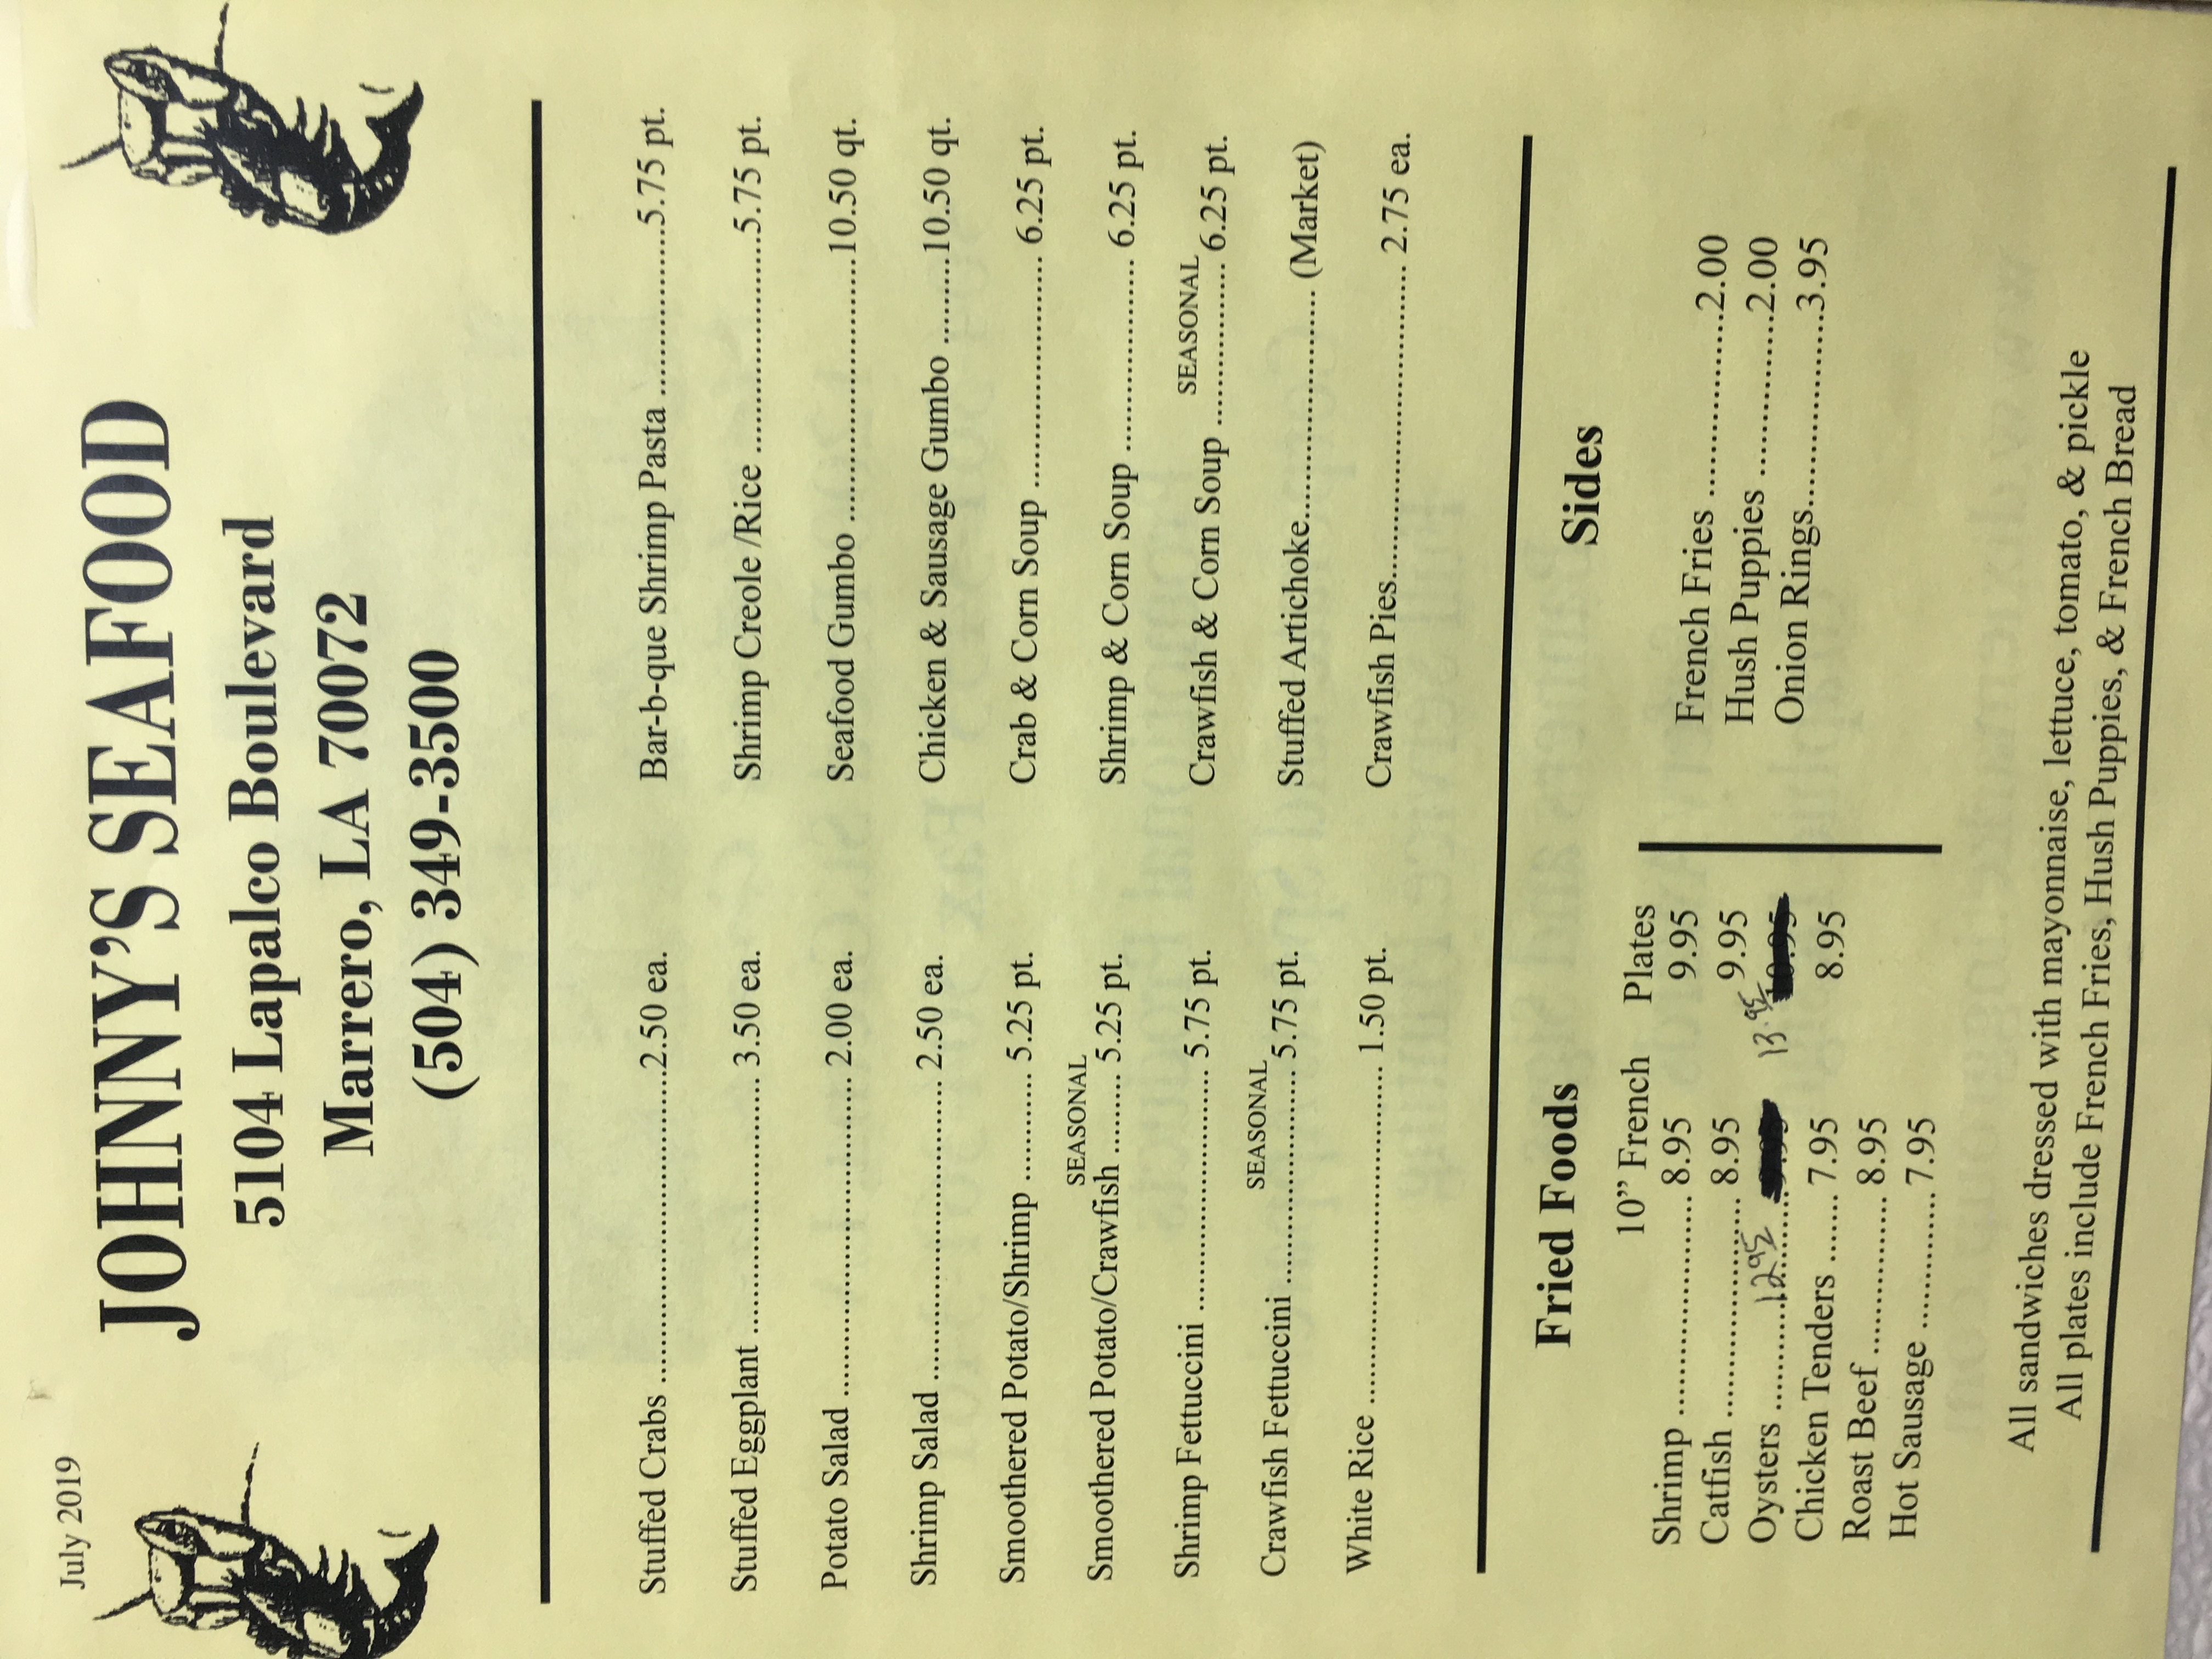 July 2019
JOHNNY'S SEAFOOD
5104 Lapalco Boulevard
Marrero, LA 70072
(504) 349-3500
Stuffed Crabs ..................................2.50 ea.
Stuffed Eggplant ............................ 3.50 ea.
Potato Salad ................................... 2.00 ea.
Shrimp Salad ................................. 2.50 ea.
Smoothered Potato/Shrimp ............ 5.25 pt.
SEASONAL
Smoothered Potato/Crawfish ......... 5.25 pt.
Shrimp Fettuccini .......................... 5.75 pt.
SEASONAL
Crawfish Fettuccini ....................... 5.75 pt.
White Rice ..................................... 1.50 pt.
Bar-b-que Shrimp Pasta .................5.75 pt.
Shrimp Creole /Rice ......................5.75 pt.
Seafood Gumbo ...........................10.50 qt.
Chicken & Sausage Gumbo .........10.50 qt.
Crab & Corn Soup ........................ 6.25 pt.
Shrimp & Corn Soup .................... 6.25 pt.
SEASONAL
Crawfish & Corn Soup ................. 6.25 pt.
Stuffed Artichoke........................ (Market)
Crawfish Pies................................ 2.75 ea.
Fried Foods
10” French Plates
Shrimp ....................... 8.95 9.95
Catfish ....................... 8.95 9.95
Oysters ............12.95 13.95
Chicken Tenders ....... 7.95 8.95
Roast Beef ................. 8.95
Hot Sausage ..............7.95
Sides
French Fries .................2.00
Hush Puppies ...............2.00
Onion Rings..................3.95
All sandwiches dressed with mayonnaise, lettuce, tomato, & pickle
All plates include French Fries, Hush Puppies, & French Bread